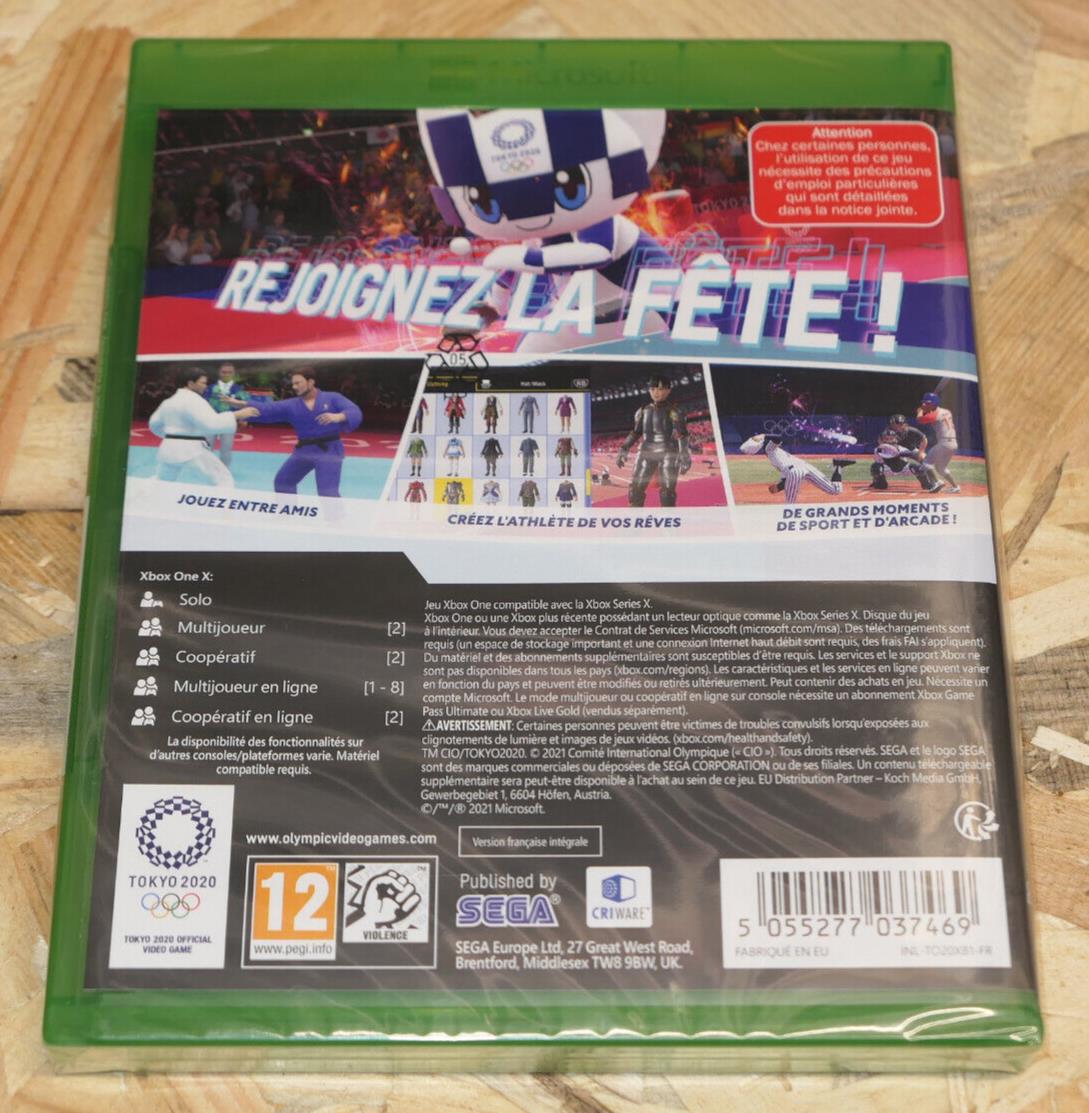 Microsoft
TOKYO 2020
Attention
Chez certaines personnes,
l'utilisation de ce jeu
nécessite des précautions
d'emploi particulières
qui sont détaillées
dans la notice jointe.
REJOIGNEZ LA FÊTE !
05
JOUEZ ENTRE AMIS
CRÉEZ L'ATHLÈTE DE VOS RÊVES
DE GRANDS MOMENTS
DE SPORT ET D'ARCADE !
Xbox One X:
Solo
Multijoueur [2]
Coopératif [2]
Multijoueur en ligne [1 - 8]
Coopératif en ligne [2]
La disponibilité des fonctionnalités sur
d'autres consoles/plateformes varie. Matériel
compatible requis.
Jeu Xbox One compatible avec la Xbox Series X.
Xbox One ou une Xbox plus récente possédant un lecteur optique comme la Xbox Series X. Disque du jeu
à l'intérieur. Vous devez accepter le Contrat de Services Microsoft (microsoft.com/msa). Des téléchargements sont
requis (un espace de stockage important et une connexion Internet haut débit sont requis, des frais FAI s'appliquent).
Du matériel et des abonnements supplémentaires sont susceptibles d'être requis. Les services et le support Xbox ne
sont pas disponibles dans tous les pays (xbox.com/regions). Les caractéristiques et les services en ligne peuvent varier
en fonction du pays et peuvent être modifiés ou retirés ultérieurement. Peut contenir des achats en jeu. Nécessite un
compte Microsoft. Le mode multijoueur ou coopératif en ligne sur console nécessite un abonnement Xbox Game
Pass Ultimate ou Xbox Live Gold (vendus séparément).
⚠AVERTISSEMENT: Certaines personnes peuvent être victimes de troubles convulsifs lorsqu'exposées aux
clignotements de lumière et images de jeux vidéos. (xbox.com/healthandsafety).
TM CIO/TOKYO2020. © 2021 Comité International Olympique (« CIO »). Tous droits réservés. SEGA et le logo SEGA
sont des marques commerciales ou déposées de SEGA CORPORATION ou de ses filiales. Un contenu téléchargeable
supplémentaire sera peut-être disponible à l'achat au sein de ce jeu. EU Distribution Partner – Koch Media GmbH,
Gewerbegebiet 1, 6604 Höfen, Austria.
©/™/® 2021 Microsoft.
TOKYO 2020
TOKYO 2020 OFFICIAL
VIDEO GAME
www.olympicvideogames.com
Version française intégrale
12
www.pegi.info
VIOLENCE
Published by
SEGA®
CRIWARE™
SEGA Europe Ltd, 27 Great West Road,
Brentford, Middlesex TW8 9BW, UK.
5 055277 037469
FABRIQUÉ EN EU INL-TO20XB1-FR